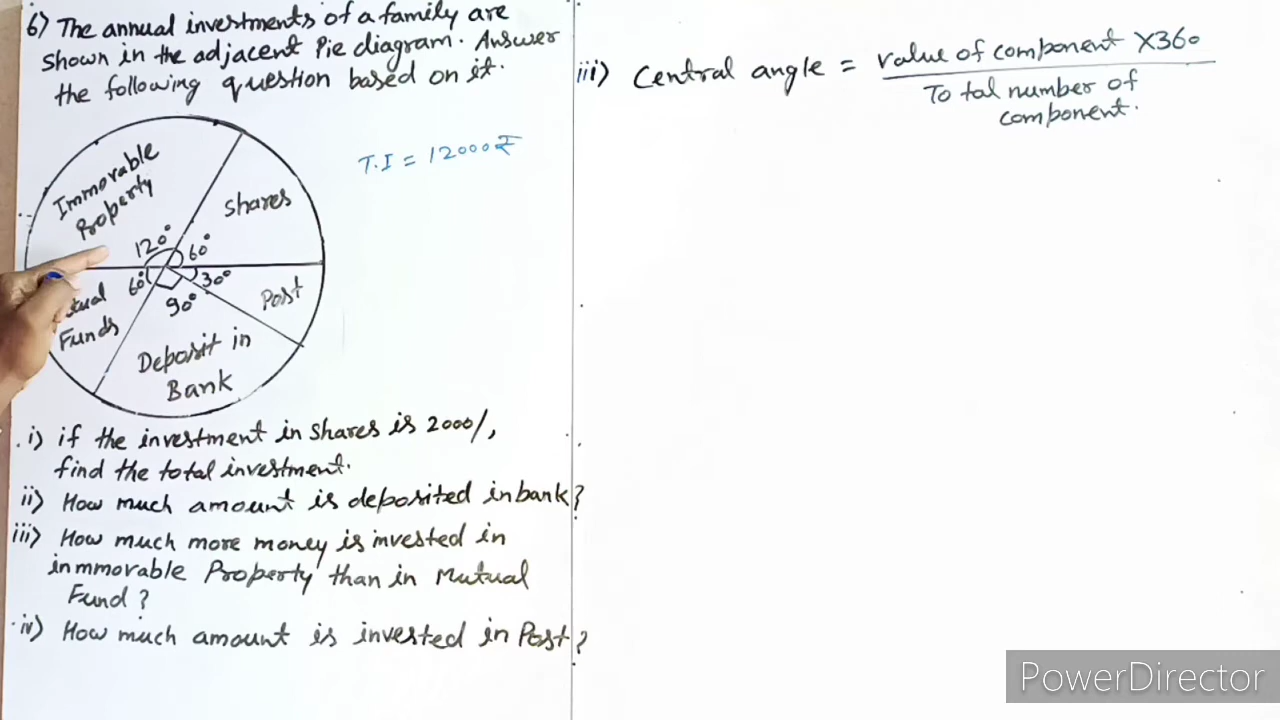 6) The annual investments of a family are
shown in the adjacent Pie diagram. Answer
the following question based on it.
T.I = 12000₹
Immovable
Property
Shares
120°
60°
60°
30°
90°
Post
Funds
Deposit in
Bank
i) if the investment in shares is 2000/,
find the total investment.
ii) How much amount is deposited in bank?
iii) How much more money is invested in
inmmovable Property than in Mutual
Fund?
iv) How much amount is invested in Post?
iii) Central angle = value of component X360
To tal number of
component.
PowerDirector